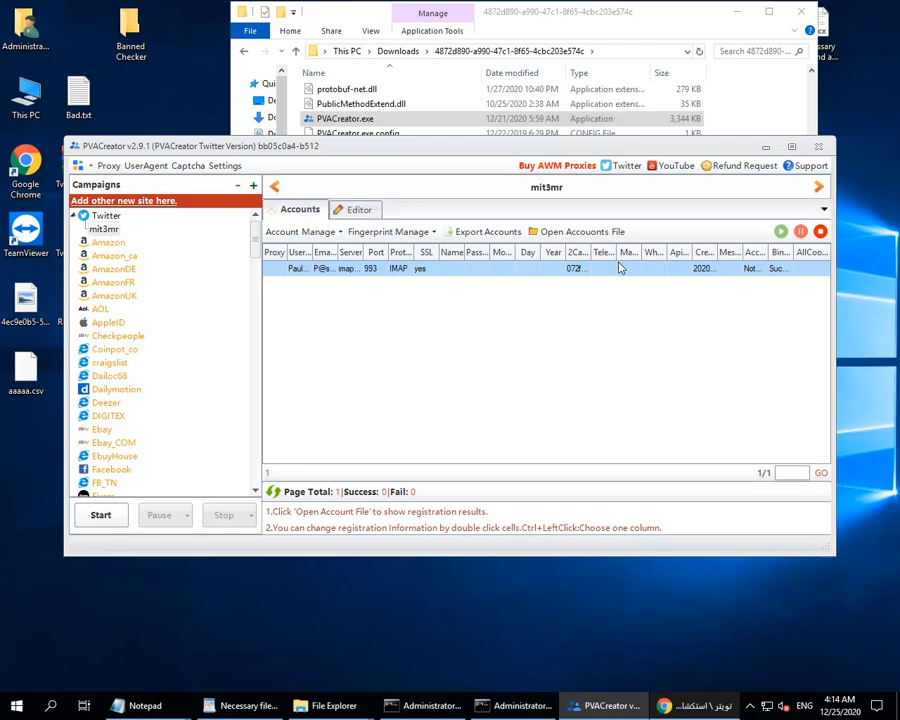 Administra...
Banned Checker
This PC
Bad.txt
Google Chrome
TeamViewer
4ec9e0b5-5...
aaaaa.csv
Manage
4872d890-a990-47c1-8f65-4cbc203e574c
File Home Share View Application Tools
This PC > Downloads > 4872d890-a990-47c1-8f65-4cbc203e574c >
Search 4872d890-...
Name Date modified Type Size
protobuf-net.dll 1/27/2020 10:40 PM Application extens... 279 KB
PublicMethodExtend.dll 10/25/2020 2:38 AM Application extens... 35 KB
PVACreator.exe 12/21/2020 5:59 AM Application 3,344 KB
PVACreator.exe.config 12/22/2019 6:29 PM CONFIG File 1 KB
PVACreator v2.9.1 (PVACreator Twitter Version) bb05c0a4-b512
Proxy UserAgent Captcha Settings
Buy AWM Proxies Twitter YouTube Refund Request Support
Campaigns - +
Add other new site here.
Twitter
mit3mr
Amazon
Amazon_ca
AmazonDE
AmazonFR
AmazonUK
AOL
AppleID
Checkpeople
Coinpot_co
craigslist
Dailoc68
Dailymotion
Deezer
DIGITEX
Ebay
Ebay_COM
EbuyHouse
Facebook
FB_TN
Start Pause Stop
mit3mr
Accounts Editor
Account Manage Fingerprint Manage Export Accounts Open Accounts File
Proxy User... Ema... Server Port Prot... SSL Name Pass... Mo... Day Year 2Ca... Tele... Ma... Wh... Api... Cre... Mes... Acc... Bin... AllCoo...
Paul... P@s... imap... 993 IMAP yes 072f... 2020... Not... Suc...
1 1/1 GO
Page Total: 1|Success: 0|Fail: 0
1.Click 'Open Account File'to show registration results.
2.You can change registration Information by double click cells.Ctrl+LeftClick:Choose one column.
Notepad
Necessary file...
File Explorer
Administrator...
Administrator...
PVACreator v...
تويتر \ استكشا...
ENG
4:14 AM
12/25/2020